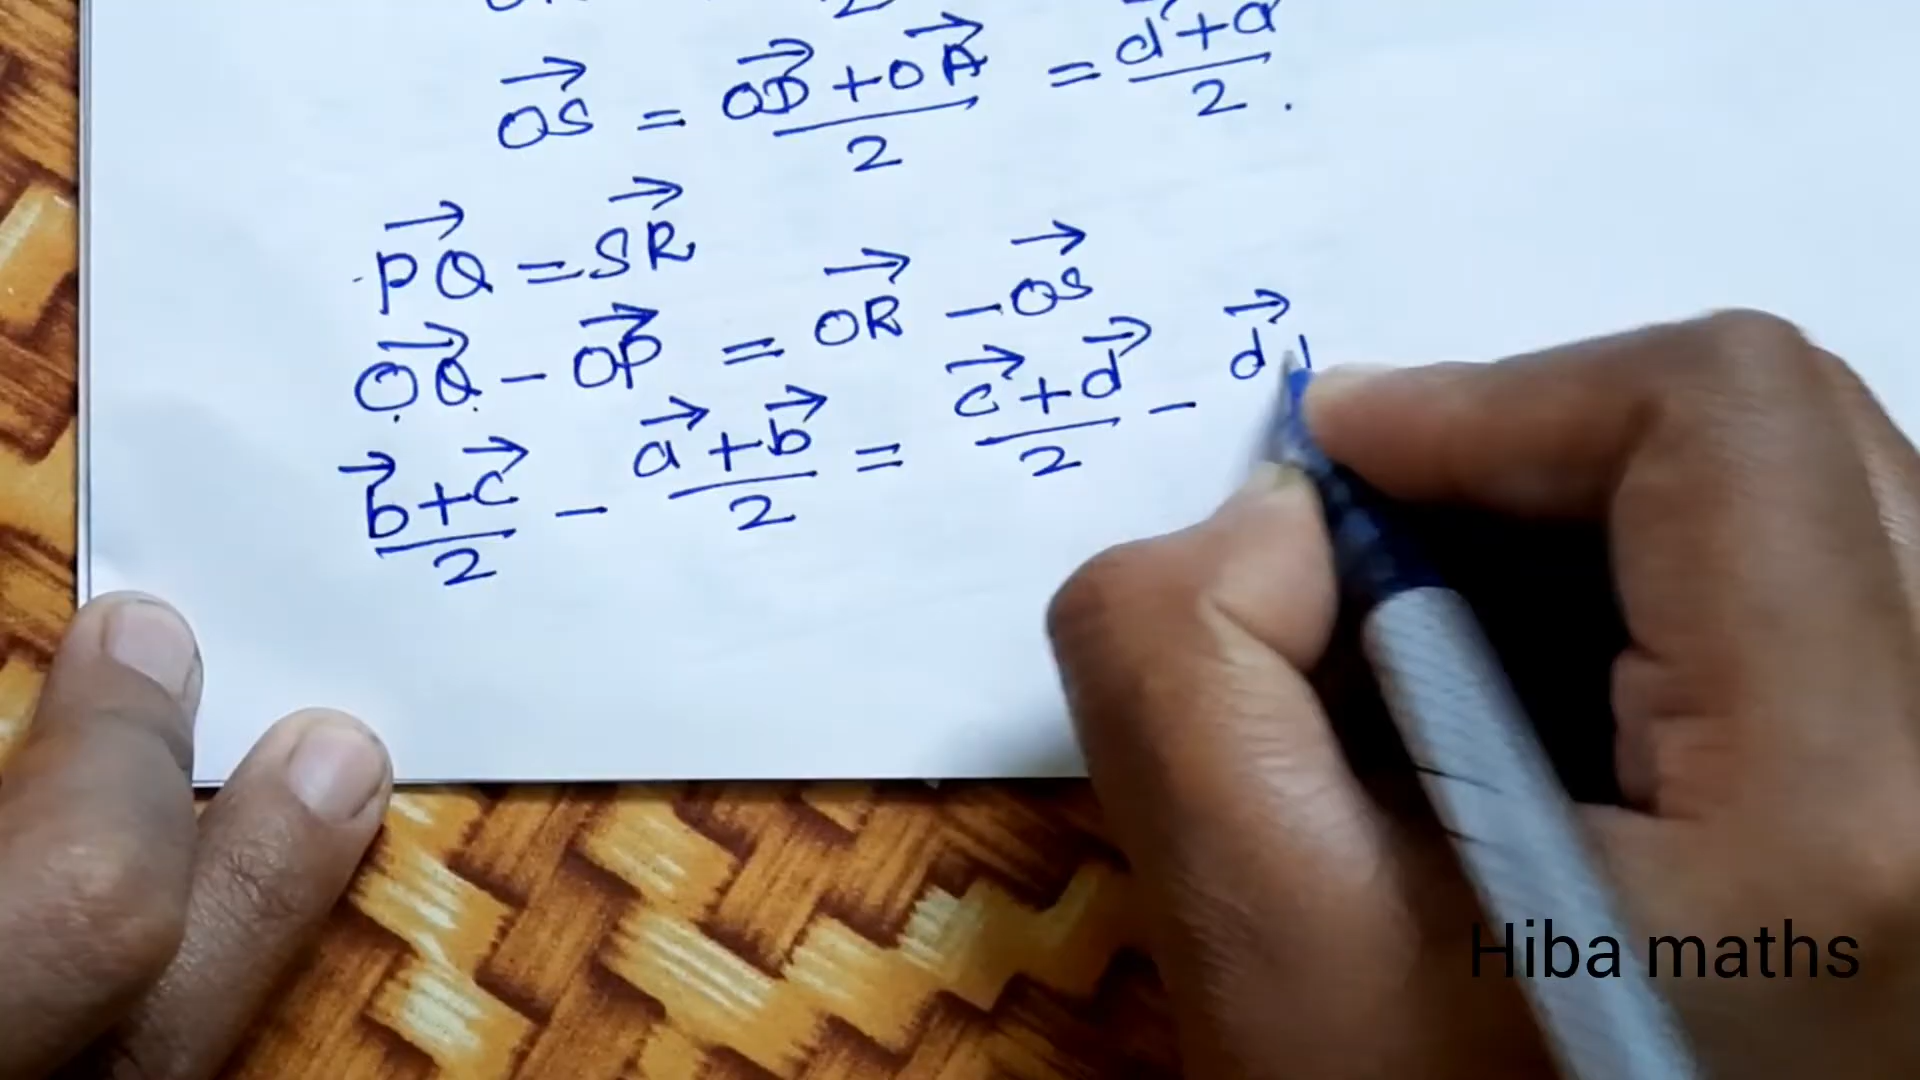 OS⃗ = (OD⃗ + OA⃗)/2 = (d⃗ + a⃗)/2 .
PQ⃗ = SR⃗
OQ⃗ - OP⃗ = OR⃗ - OS⃗
(b⃗ + c⃗)/2 - (a⃗ + b⃗)/2 = (c⃗ + d⃗)/2 - d⃗
Hiba maths